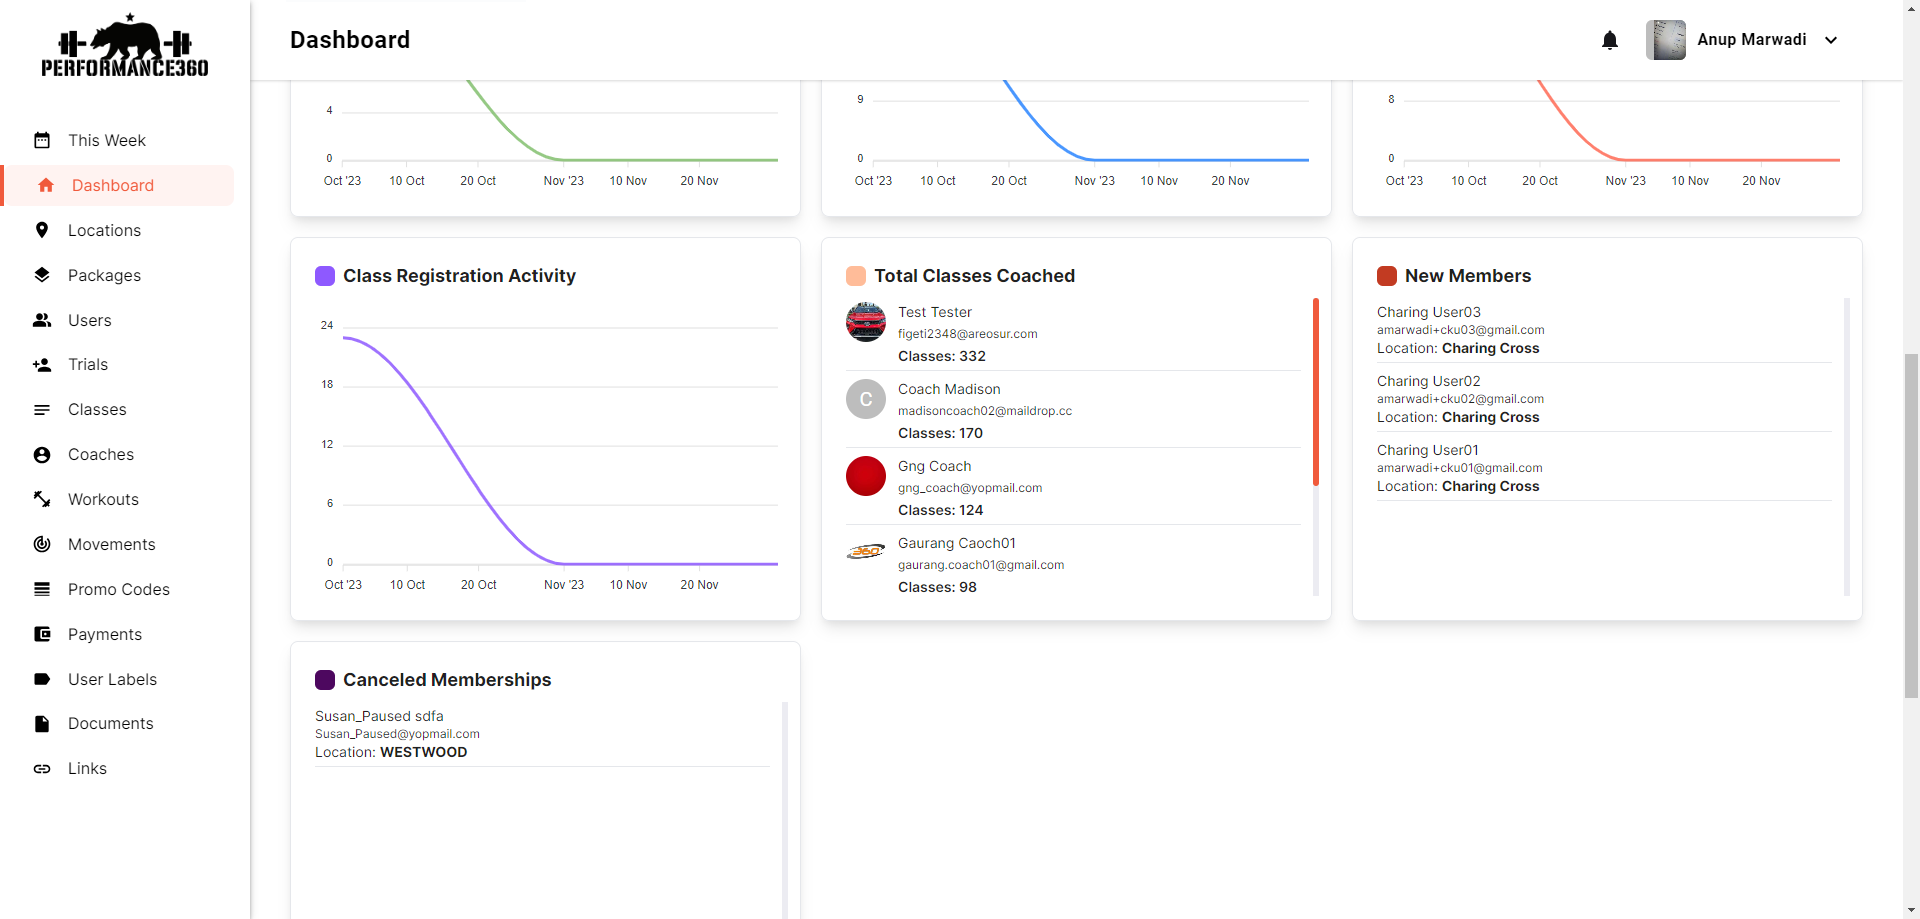 PERFORMANCE360
Dashboard
Anup Marwadi
This Week
Dashboard
Locations
Packages
Users
Trials
Classes
Coaches
Workouts
Movements
Promo Codes
Payments
User Labels
Documents
Links
4
0
Oct '23 10 Oct 20 Oct Nov '23 10 Nov 20 Nov
9
0
Oct '23 10 Oct 20 Oct Nov '23 10 Nov 20 Nov
8
0
Oct '23 10 Oct 20 Oct Nov '23 10 Nov 20 Nov
Class Registration Activity
24
18
12
6
0
Oct '23 10 Oct 20 Oct Nov '23 10 Nov 20 Nov
Total Classes Coached
Test Tester
figeti2348@areosur.com
Classes: 332
C
Coach Madison
madisoncoach02@maildrop.cc
Classes: 170
Gng Coach
gng_coach@yopmail.com
Classes: 124
360
Gaurang Caoch01
gaurang.coach01@gmail.com
Classes: 98
New Members
Charing User03
amarwadi+cku03@gmail.com
Location: Charing Cross
Charing User02
amarwadi+cku02@gmail.com
Location: Charing Cross
Charing User01
amarwadi+cku01@gmail.com
Location: Charing Cross
Canceled Memberships
Susan_Paused sdfa
Susan_Paused@yopmail.com
Location: WESTWOOD